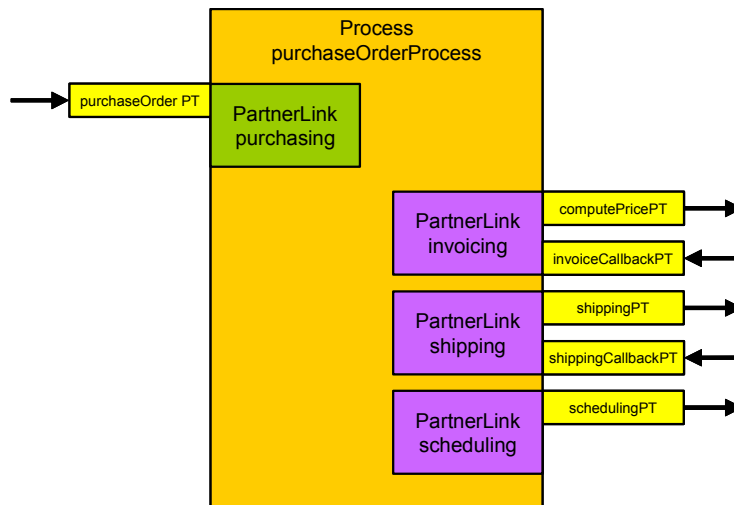 Process
purchaseOrderProcess
purchaseOrder PT
PartnerLink
purchasing
PartnerLink
invoicing
computePricePT
invoiceCallbackPT
PartnerLink
shipping
shippingPT
shippingCallbackPT
PartnerLink
scheduling
schedulingPT